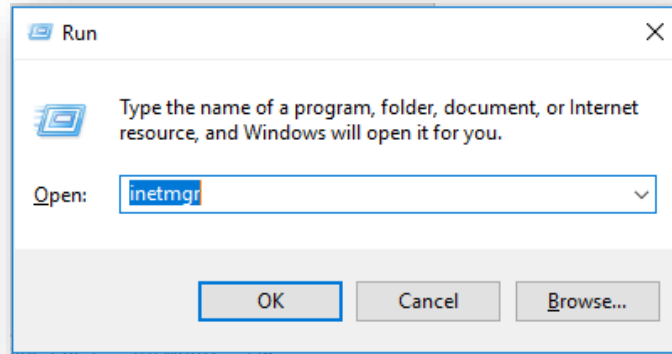 Run
Type the name of a program, folder, document, or Internet
resource, and Windows will open it for you.
Open: inetmgr
OK Cancel Browse...